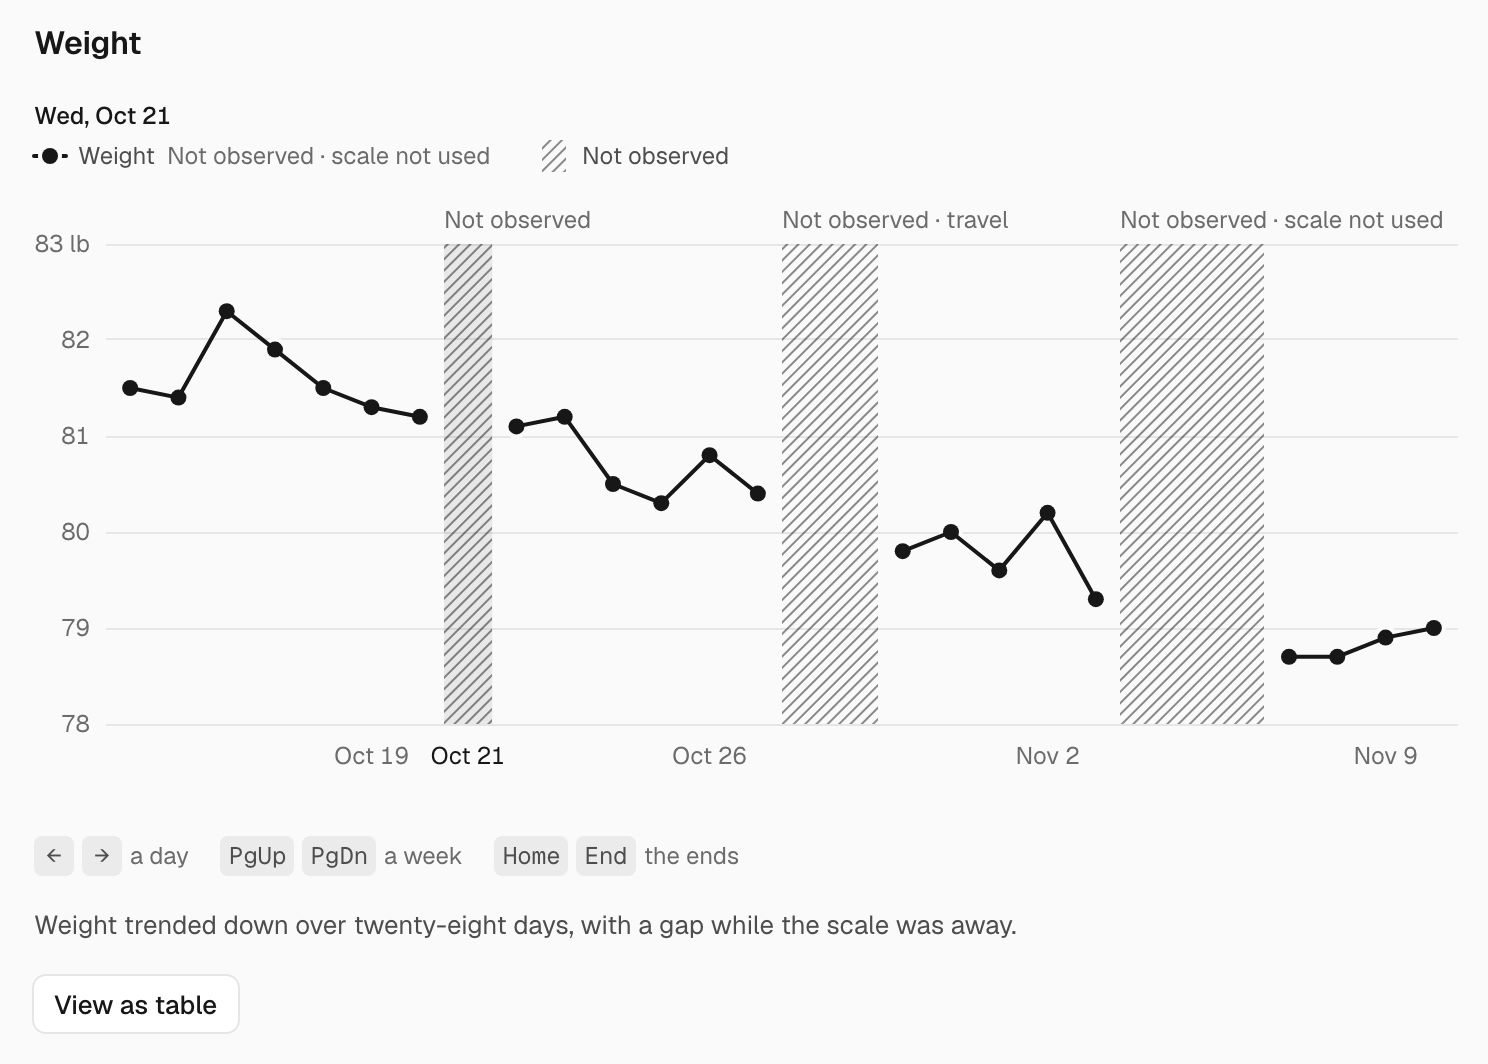 Weight
Wed, Oct 21
Weight Not observed · scale not used Not observed
Not observed Not observed · travel Not observed · scale not used
83 lb
82
81
80
79
78
Oct 19 Oct 21 Oct 26 Nov 2 Nov 9
← → a day PgUp PgDn a week Home End the ends
Weight trended down over twenty-eight days, with a gap while the scale was away.
View as table